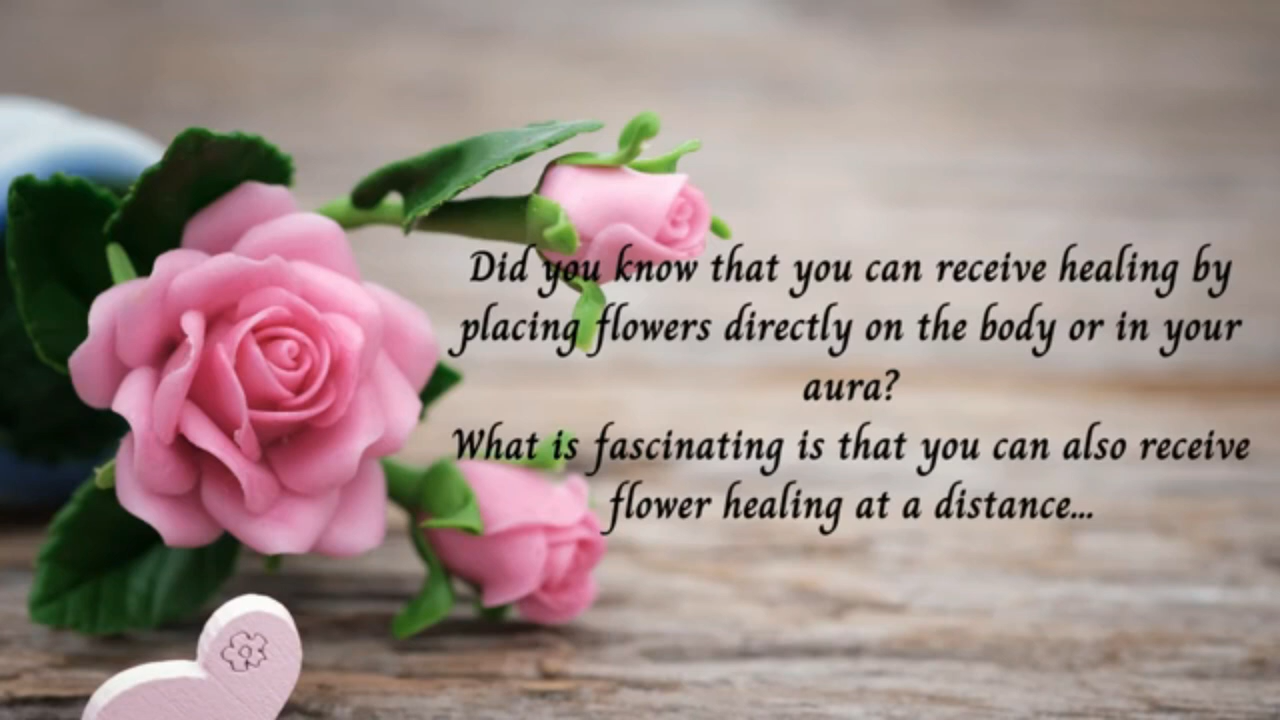 Did you know that you can receive healing by
placing flowers directly on the body or in your
aura?
What is fascinating is that you can also receive
flower healing at a distance...